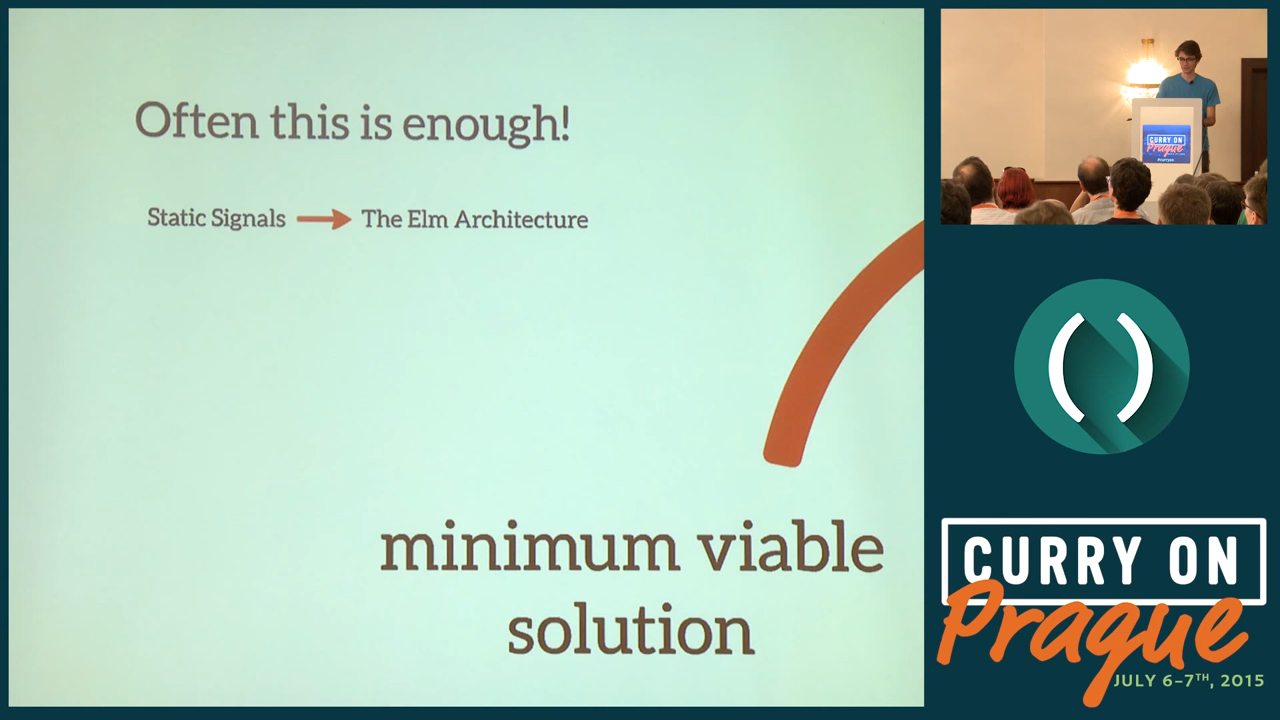 Often this is enough!
Static Signals → The Elm Architecture
minimum viable
solution
CURRY ON
Prague
#curryon
CURRY ON
Prague
JULY 6-7TH, 2015